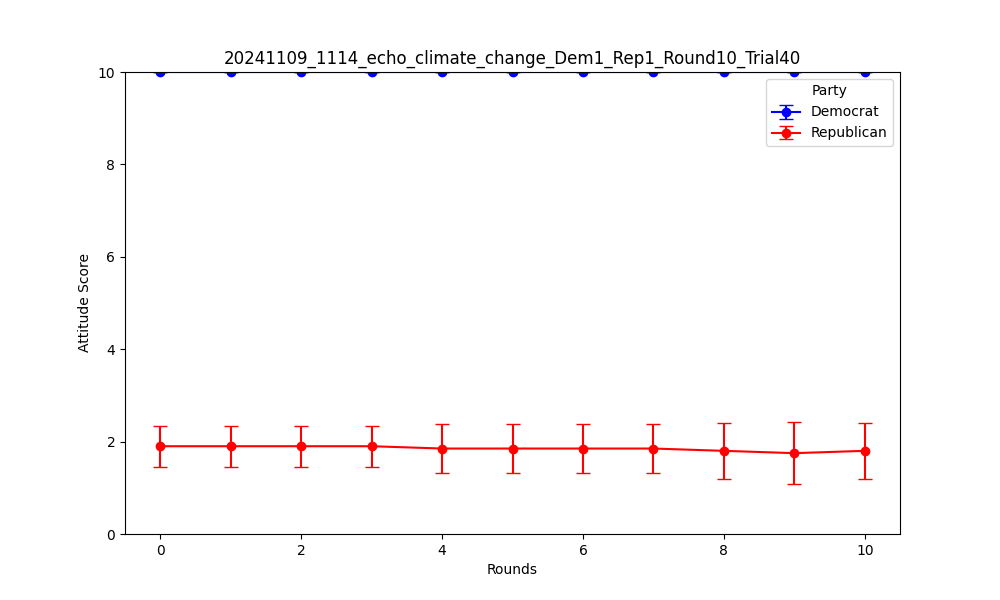 20241109_1114_echo_climate_change_Dem1_Rep1_Round10_Trial40
Party
Democrat
Republican
Attitude Score
10
8
6
4
2
0
0 2 4 6 8 10
Rounds